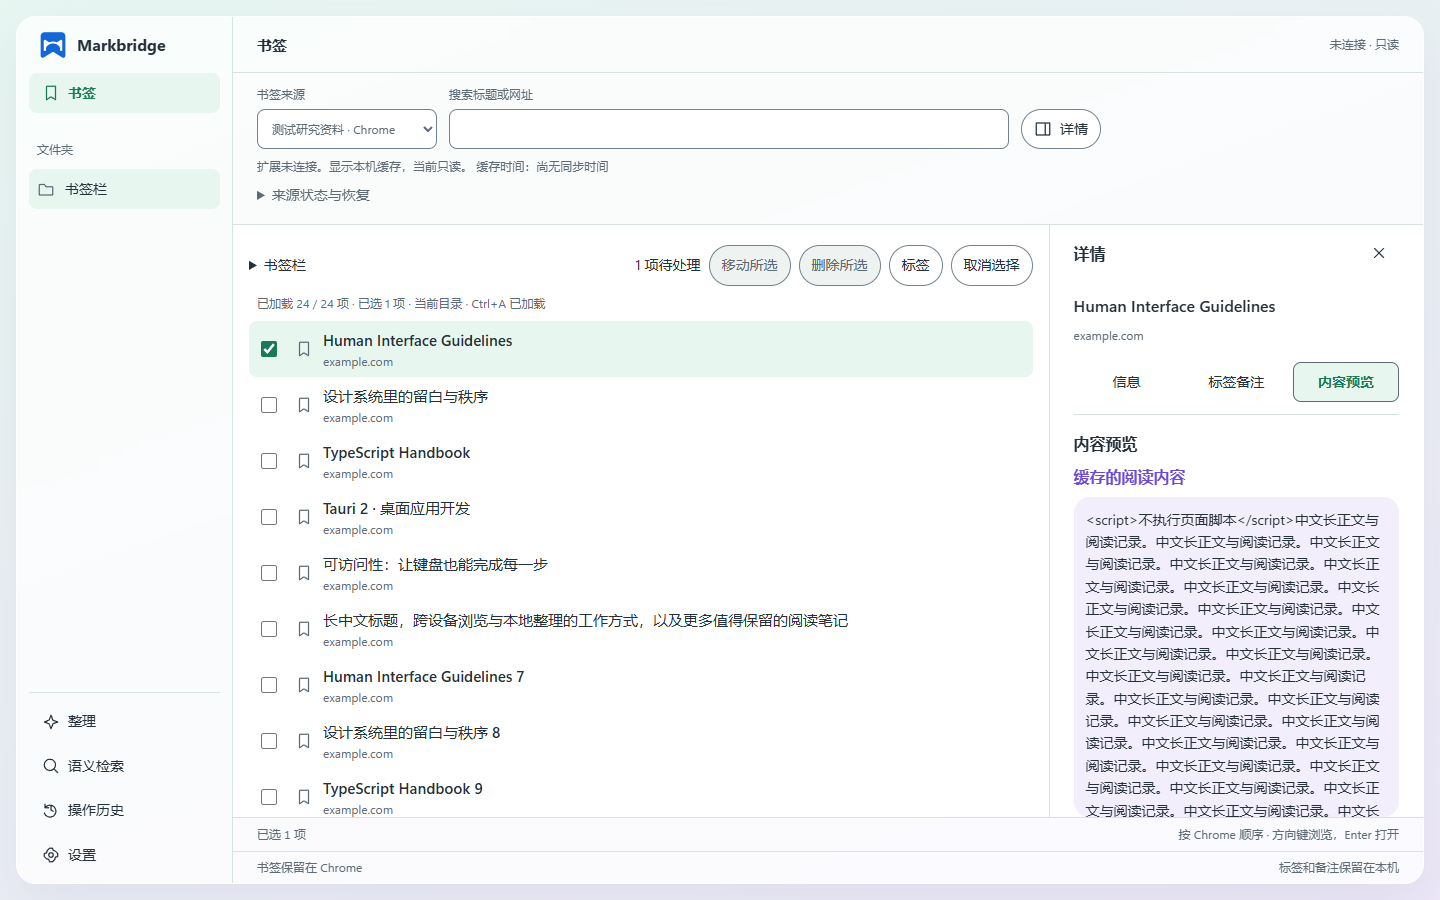 Markbridge
书签
文件夹
书签栏
整理
语义检索
操作历史
设置
书签
未连接 · 只读
书签来源
搜索标题或网址
测试研究资料 · Chrome
详情
扩展未连接。显示本机缓存，当前只读。 缓存时间：尚无同步时间
来源状态与恢复
书签栏
1 项待处理
移动所选
删除所选
标签
取消选择
已加载 24 / 24 项 · 已选 1 项 · 当前目录 · Ctrl+A 已加载
Human Interface Guidelines
example.com
设计系统里的留白与秩序
example.com
TypeScript Handbook
example.com
Tauri 2 · 桌面应用开发
example.com
可访问性：让键盘也能完成每一步
example.com
长中文标题，跨设备浏览与本地整理的工作方式，以及更多值得保留的阅读笔记
example.com
Human Interface Guidelines 7
example.com
设计系统里的留白与秩序 8
example.com
TypeScript Handbook 9
example.com
详情
Human Interface Guidelines
example.com
信息
标签备注
内容预览
内容预览
缓存的阅读内容
<script>不执行页面脚本</script>中文长正文与
阅读记录。中文长正文与阅读记录。中文长正文
与阅读记录。中文长正文与阅读记录。中文长正
文与阅读记录。中文长正文与阅读记录。中文长
正文与阅读记录。中文长正文与阅读记录。中文
长正文与阅读记录。中文长正文与阅读记录。中
文长正文与阅读记录。中文长正文与阅读记录。
中文长正文与阅读记录。中文长正文与阅读记
录。中文长正文与阅读记录。中文长正文与阅读
记录。中文长正文与阅读记录。中文长正文与阅
读记录。中文长正文与阅读记录。中文长正文与
阅读记录。中文长正文与阅读记录。中文长正文
与阅读记录。中文长正文与阅读记录。中文长正
文与阅读记录。中文长正文与阅读记录。中文长
已选 1 项
按 Chrome 顺序 · 方向键浏览，Enter 打开
书签保留在 Chrome
标签和备注保留在本机